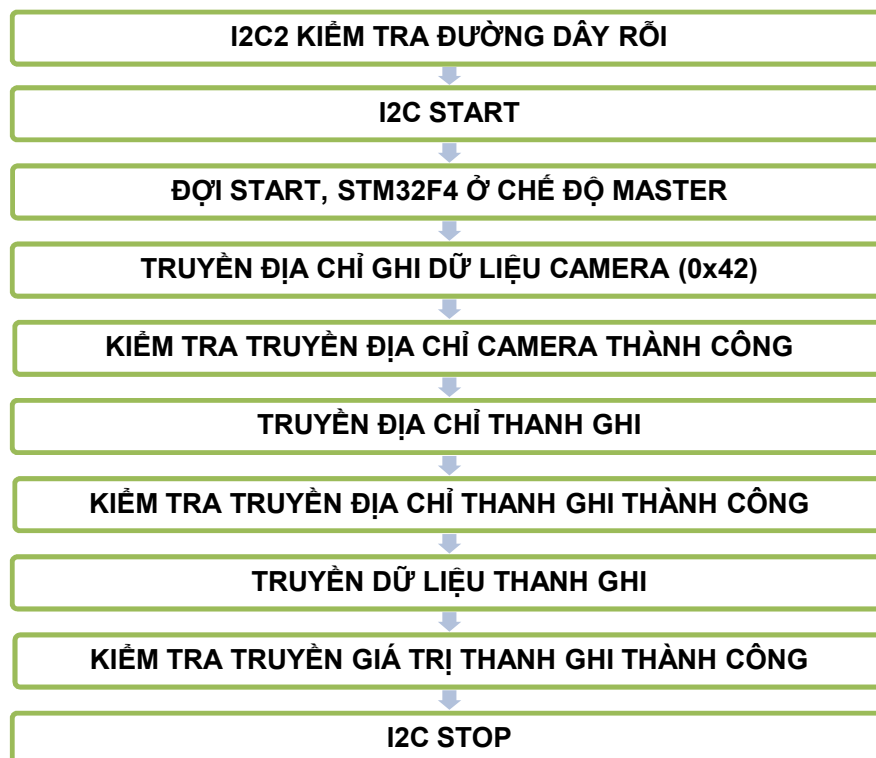 I2C2 KIỂM TRA ĐƯỜNG DÂY RỖI
I2C START
ĐỢI START, STM32F4 Ở CHẾ ĐỘ MASTER
TRUYỀN ĐỊA CHỈ GHI DỮ LIỆU CAMERA (0x42)
KIỂM TRA TRUYỀN ĐỊA CHỈ CAMERA THÀNH CÔNG
TRUYỀN ĐỊA CHỈ THANH GHI
KIỂM TRA TRUYỀN ĐỊA CHỈ THANH GHI THÀNH CÔNG
TRUYỀN DỮ LIỆU THANH GHI
KIỂM TRA TRUYỀN GIÁ TRỊ THANH GHI THÀNH CÔNG
I2C STOP